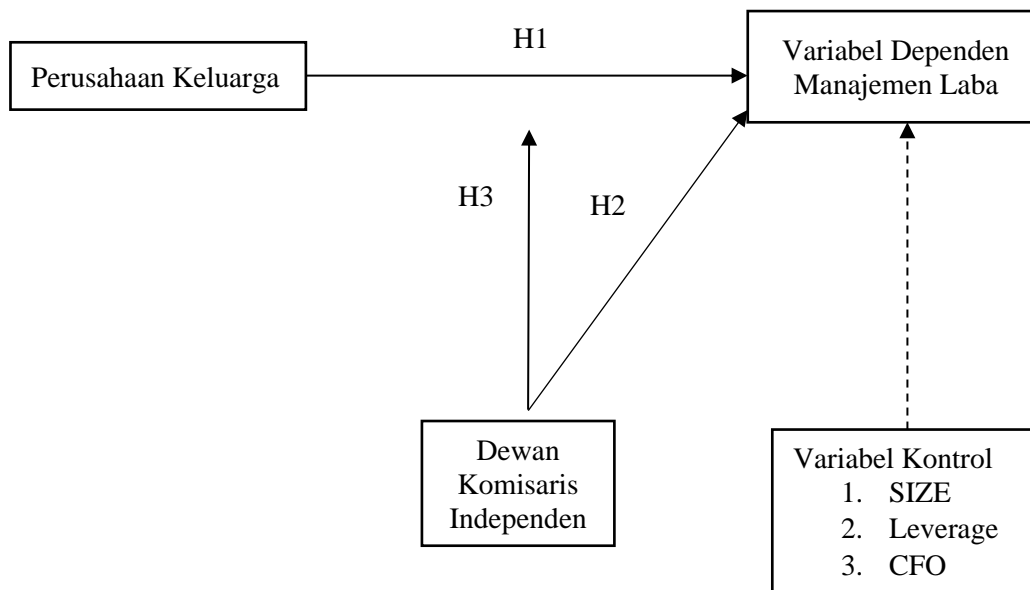 H1
Perusahaan Keluarga
Variabel Dependen
Manajemen Laba
H3
H2
Dewan
Komisaris
Independen
Variabel Kontrol
1. SIZE
2. Leverage
3. CFO